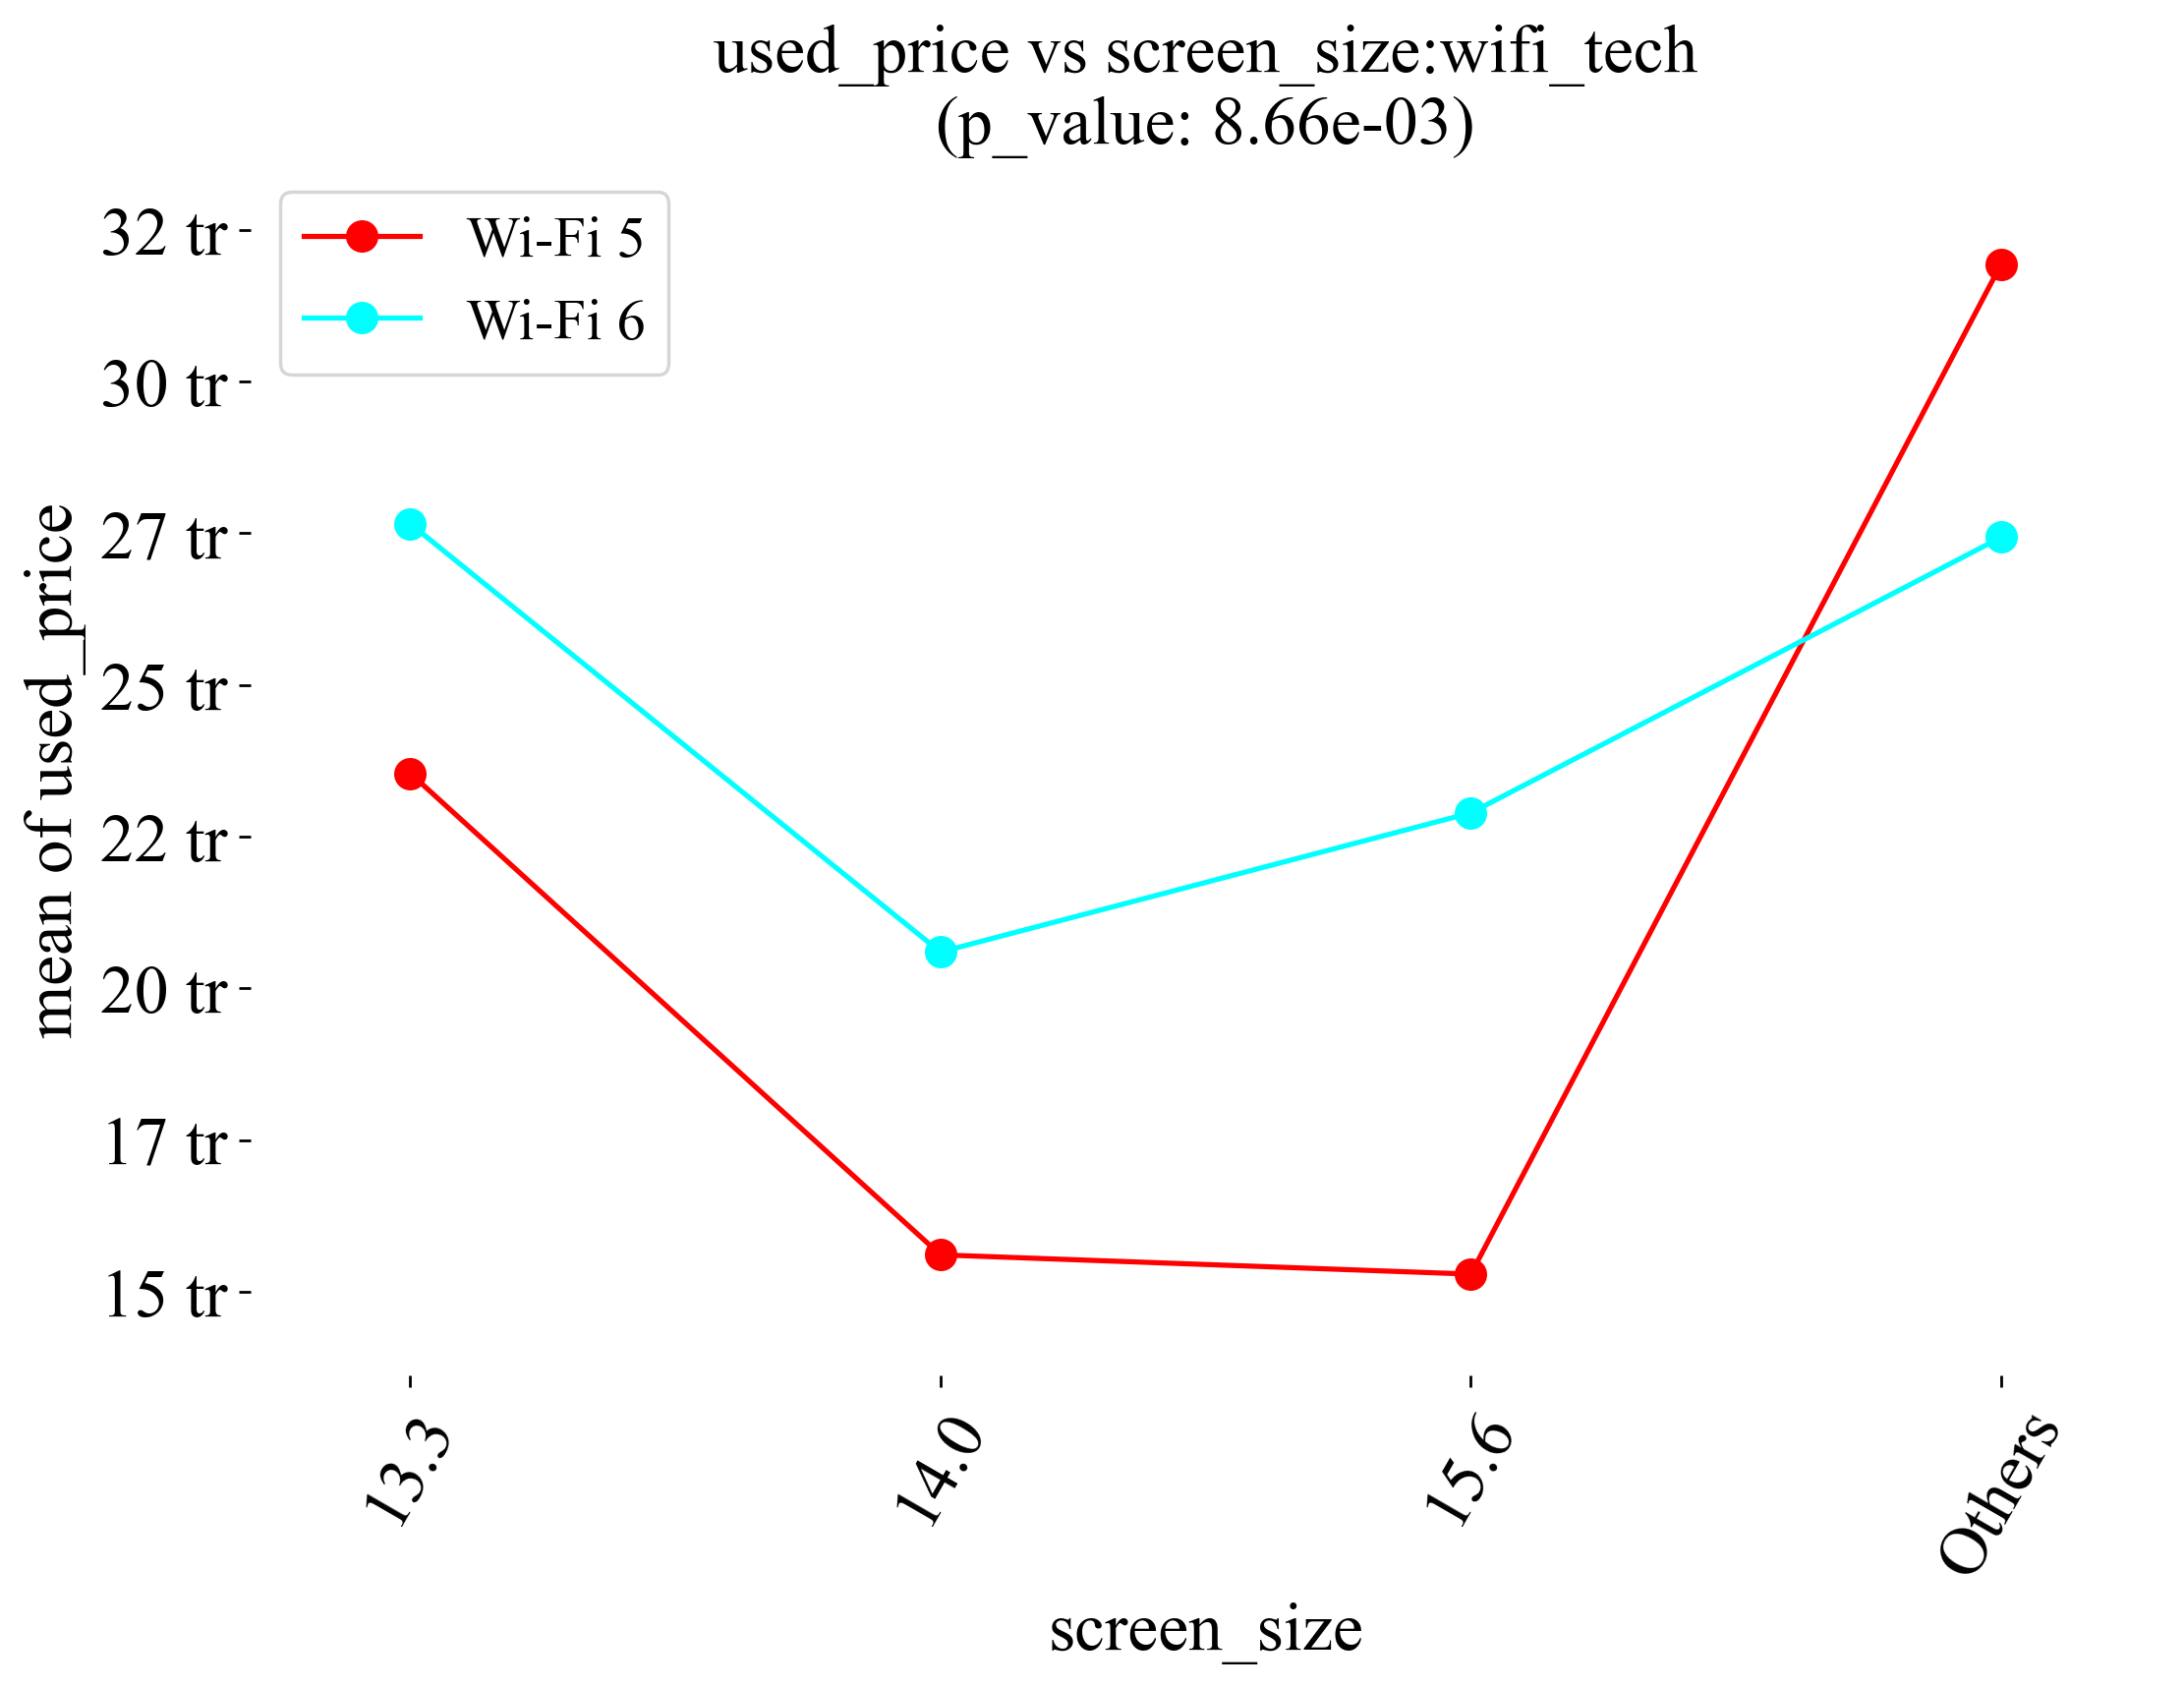 used_price vs screen_size:wifi_tech
(p_value: 8.66e-03)
Wi-Fi 5
Wi-Fi 6
32 tr
30 tr
27 tr
25 tr
22 tr
20 tr
17 tr
15 tr
mean of used_price
13.3
14.0
15.6
Others
screen_size